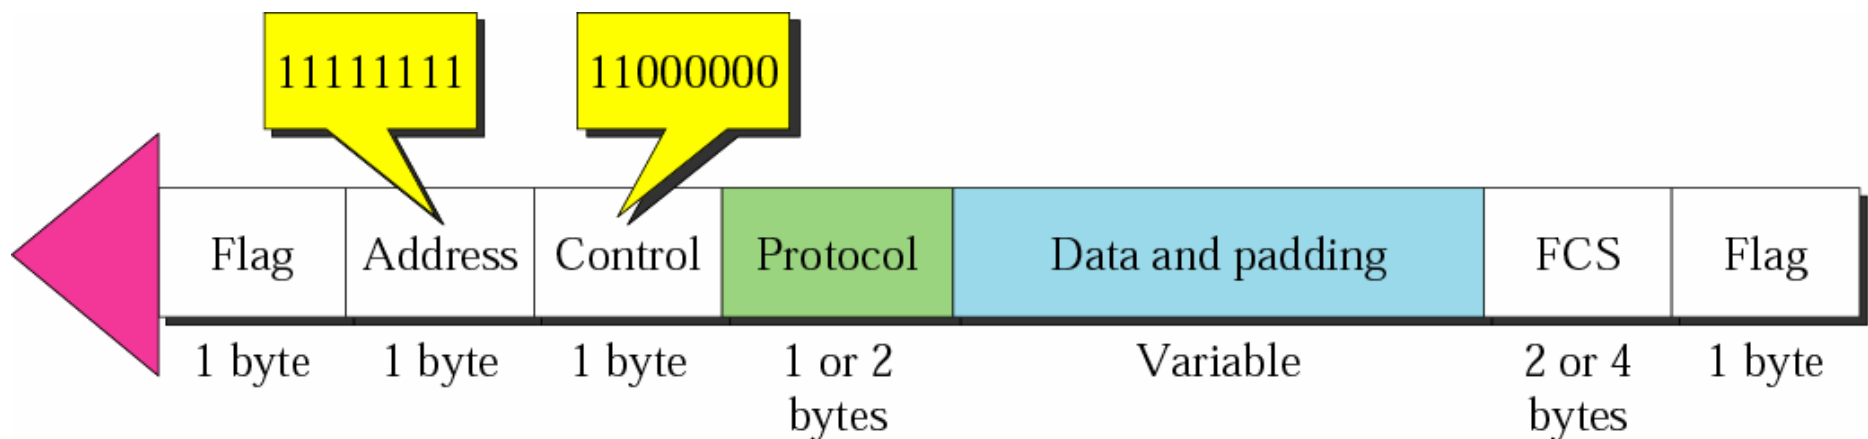 11111111 11000000
Flag Address Control Protocol Data and padding FCS Flag
1 byte 1 byte 1 byte 1 or 2 bytes Variable 2 or 4 bytes 1 byte